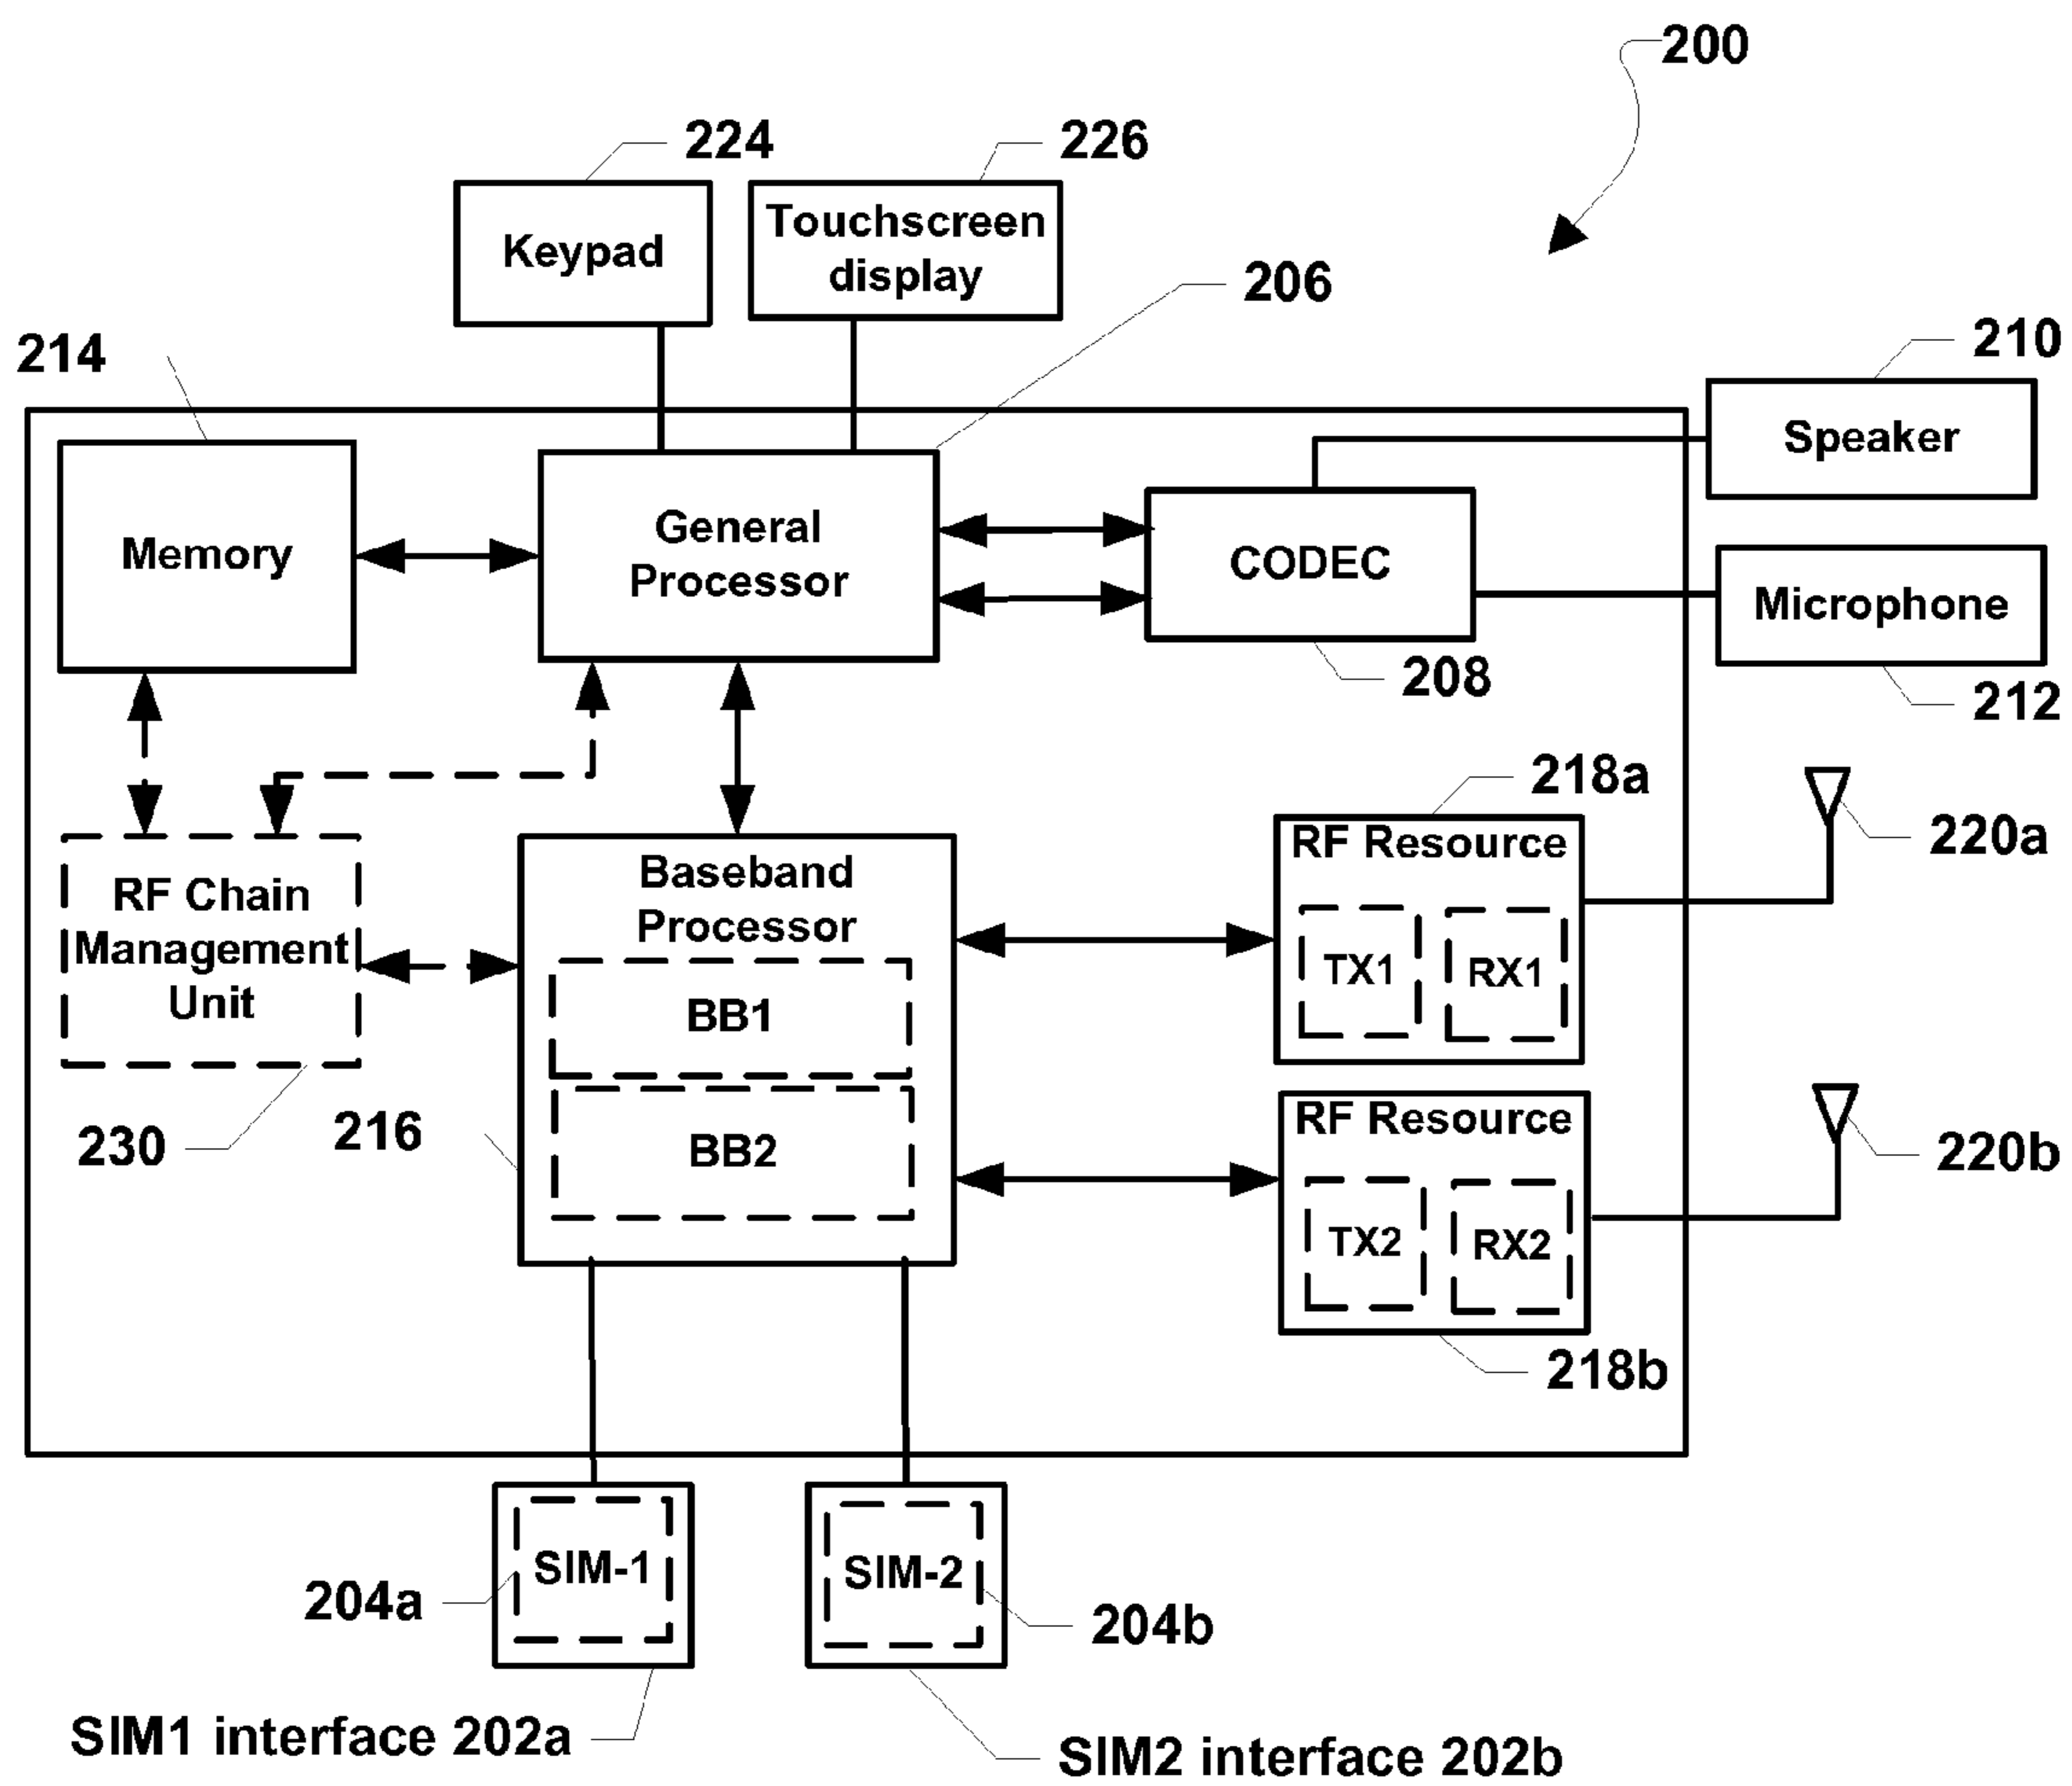 200
224
226
Keypad
Touchscreen
display
206
214
210
Speaker
Memory
General
Processor
CODEC
Microphone
208
212
218a
RF Resource
TX1
RX1
220a
RF Chain
Management
Unit
230
Baseband
Processor
BB1
BB2
216
RF Resource
TX2
RX2
220b
218b
SIM-1
204a
SIM-2
204b
SIM1 interface 202a
SIM2 interface 202b